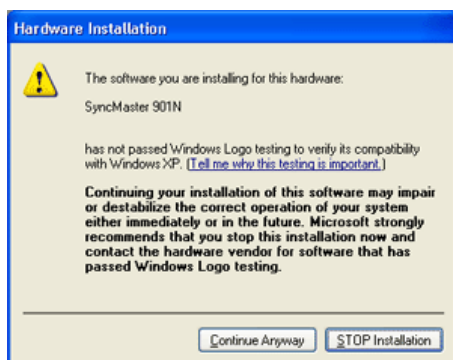 Hardware Installation
The software you are installing for this hardware:
SyncMaster 901N
has not passed Windows Logo testing to verify its compatibility
with Windows XP. (Tell me why this testing is important.)
Continuing your installation of this software may impair
or destabilize the correct operation of your system
either immediately or in the future. Microsoft strongly
recommends that you stop this installation now and
contact the hardware vendor for software that has
passed Windows Logo testing.
Continue Anyway
STOP Installation